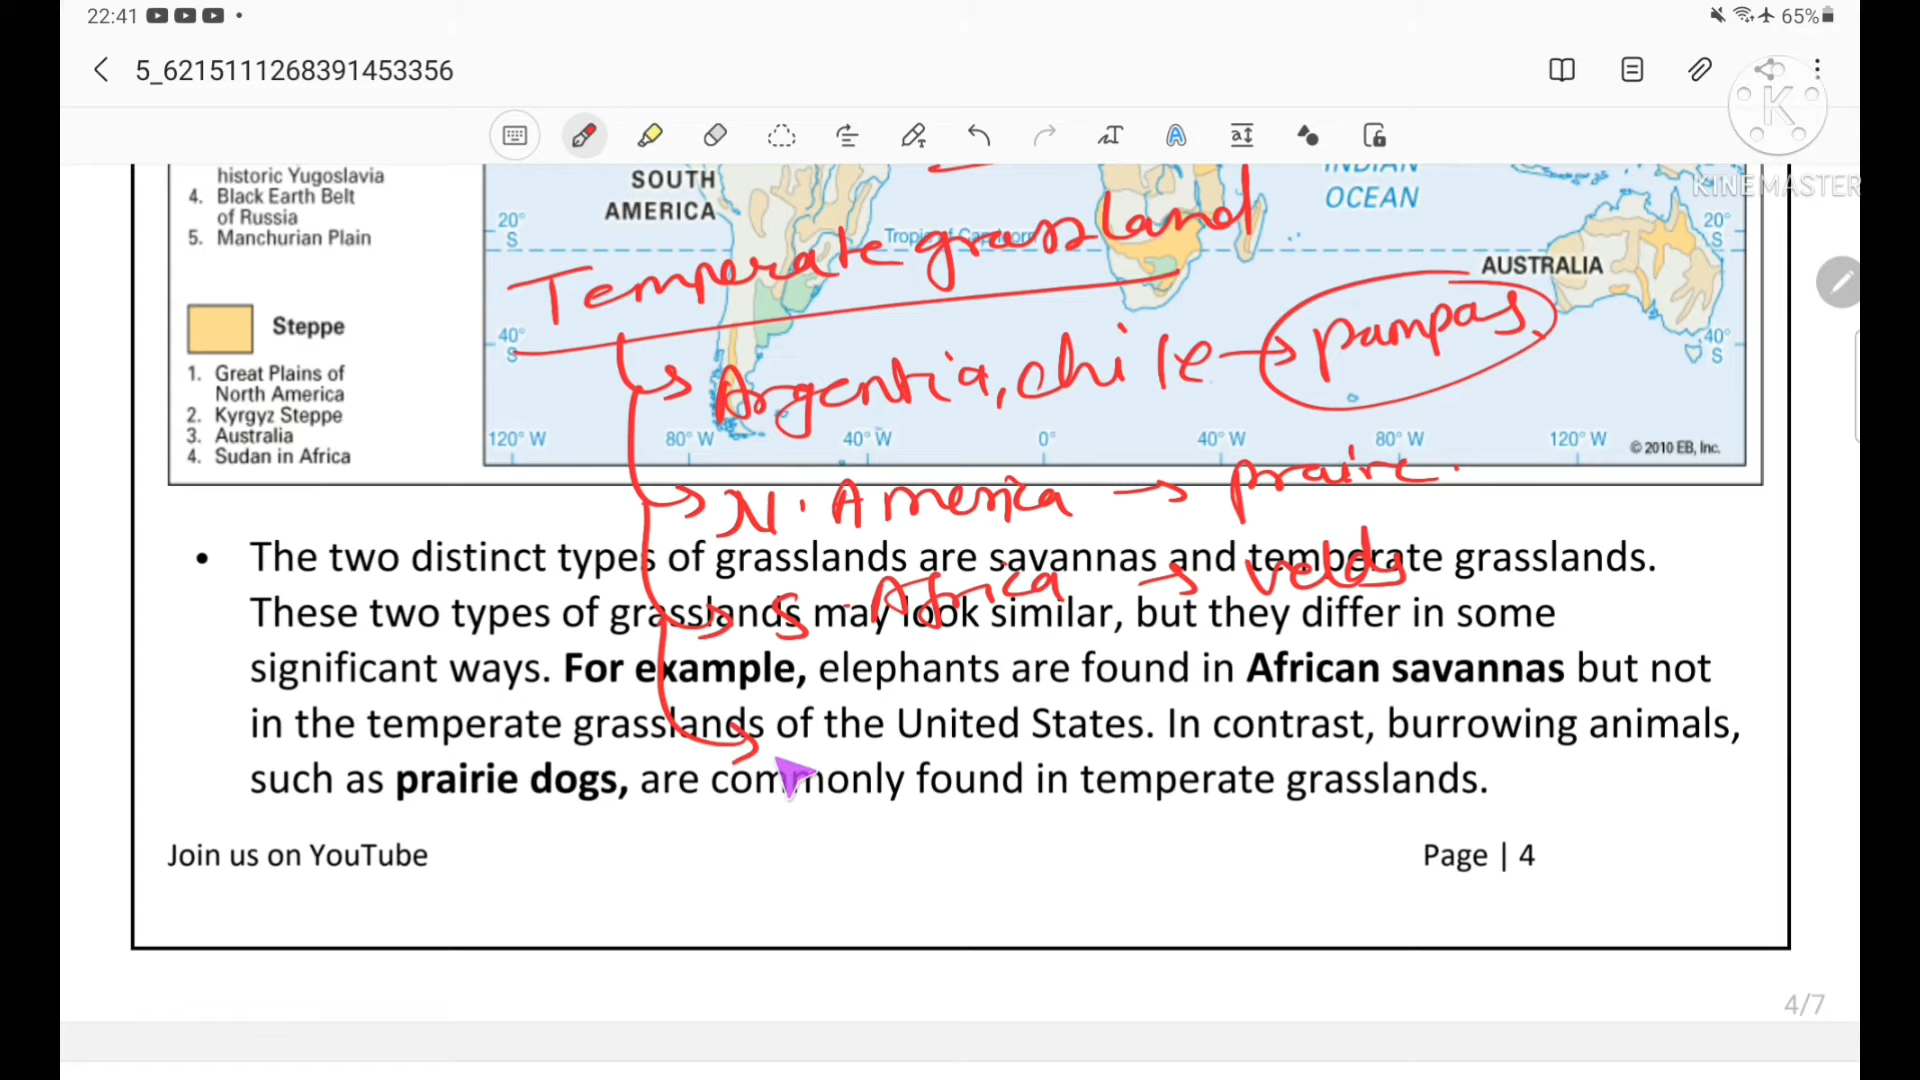 22:41
65%
5_6215111268391453356
KINEMASTER
historic Yugoslavia
4. Black Earth Belt
of Russia
5. Manchurian Plain
Steppe
1. Great Plains of
North America
2. Kyrgyz Steppe
3. Australia
4. Sudan in Africa
SOUTH
AMERICA
INDIAN
OCEAN
20°
S
Tropic of Capricorn
20°
S
AUSTRALIA
40°
S
40°
S
120° W
80° W
40° W
0°
40° W
80° W
120° W
© 2010 EB, Inc.
Temperate grassland
Argentia, chile → pampas
N. America → praire.
S. Africa → velds
• The two distinct types of grasslands are savannas and temperate grasslands.
These two types of grasslands may look similar, but they differ in some
significant ways. For example, elephants are found in African savannas but not
in the temperate grasslands of the United States. In contrast, burrowing animals,
such as prairie dogs, are commonly found in temperate grasslands.
Join us on YouTube
Page | 4
4/7